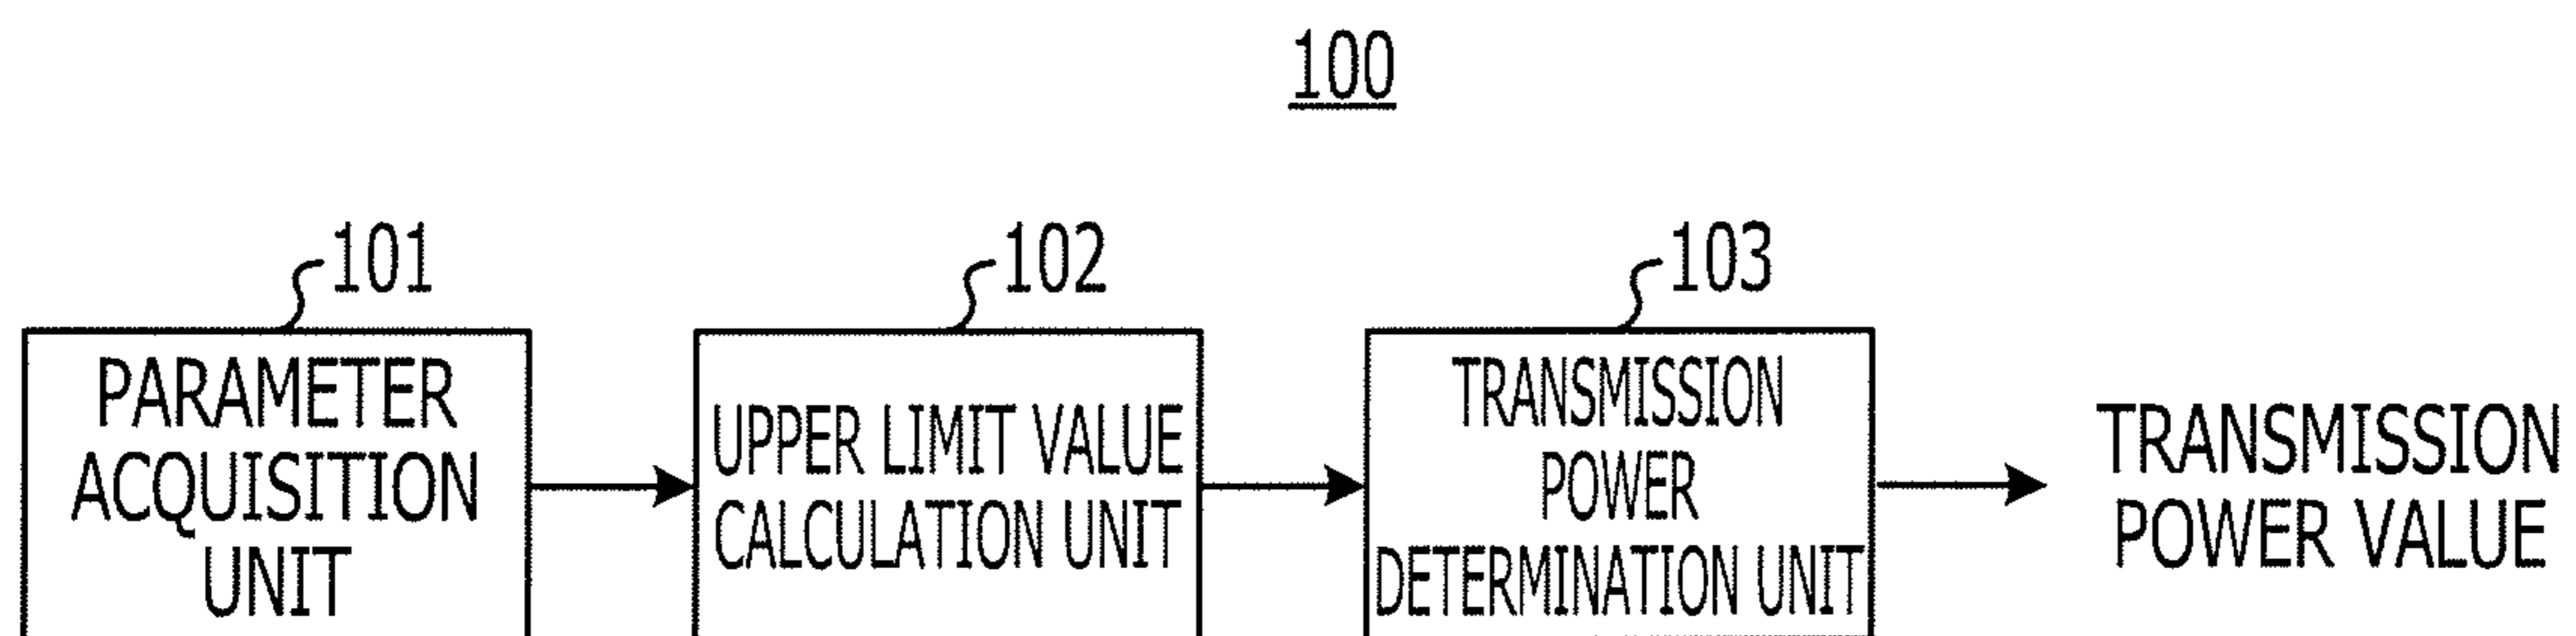 100
101
102
103
PARAMETER
ACQUISITION
UNIT
UPPER LIMIT VALUE
CALCULATION UNIT
TRANSMISSION
POWER
DETERMINATION UNIT
TRANSMISSION
POWER VALUE